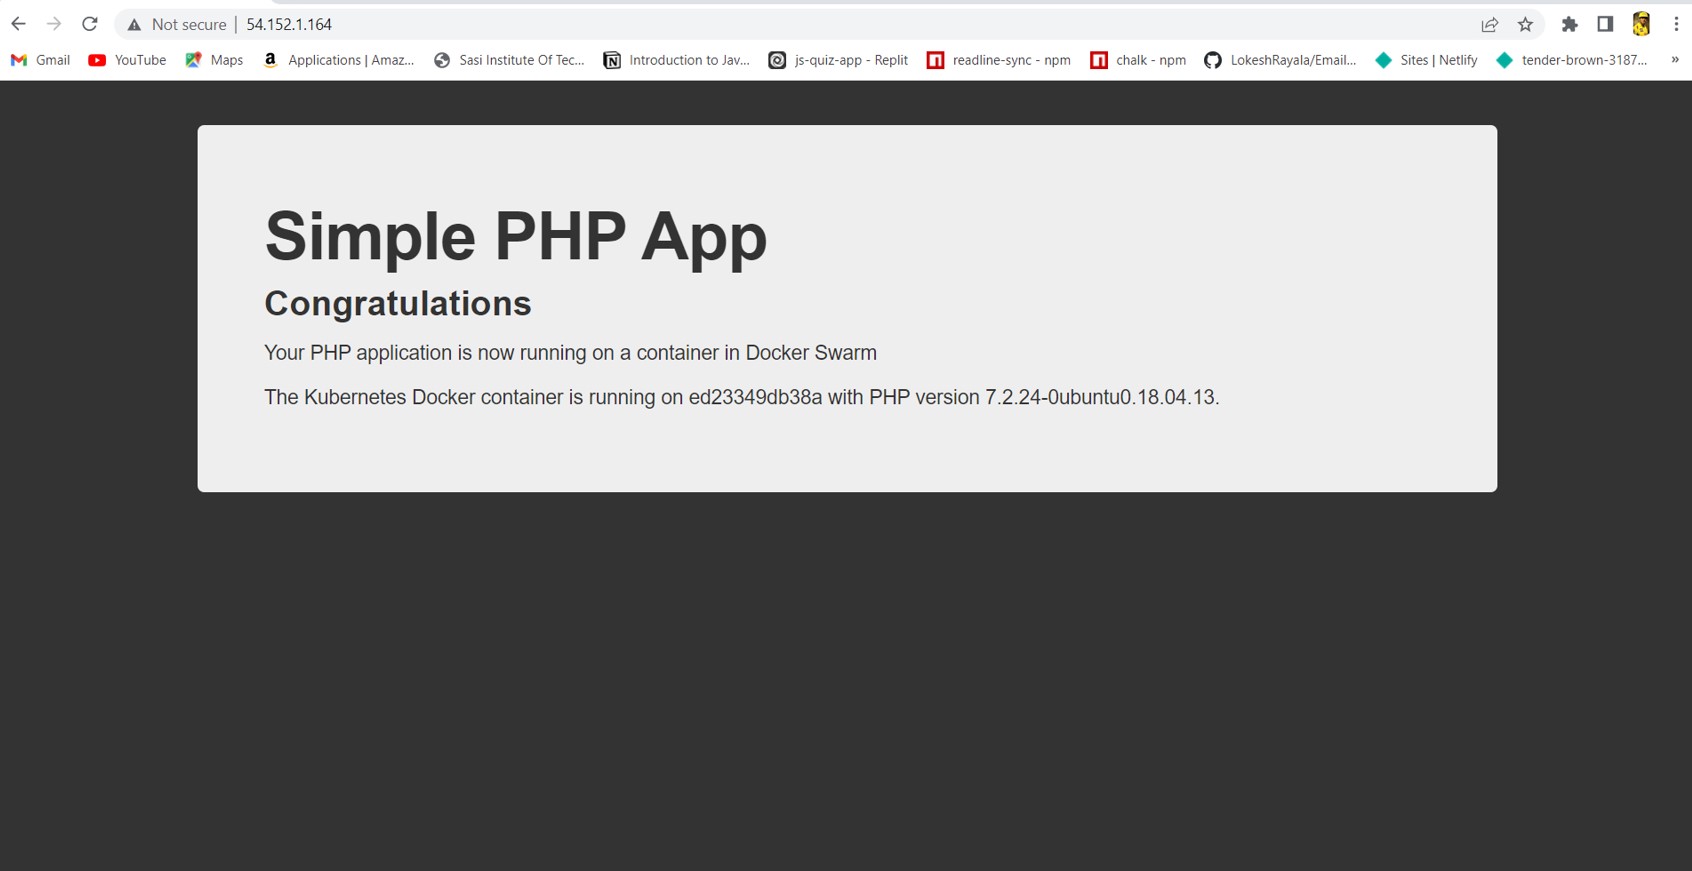 Not secure | 54.152.1.164
Gmail YouTube Maps Applications | Amaz... Sasi Institute Of Tec... Introduction to Jav... js-quiz-app - Replit readline-sync - npm chalk - npm LokeshRayala/Email... Sites | Netlify tender-brown-3187... »
Simple PHP App
Congratulations
Your PHP application is now running on a container in Docker Swarm
The Kubernetes Docker container is running on ed23349db38a with PHP version 7.2.24-0ubuntu0.18.04.13.